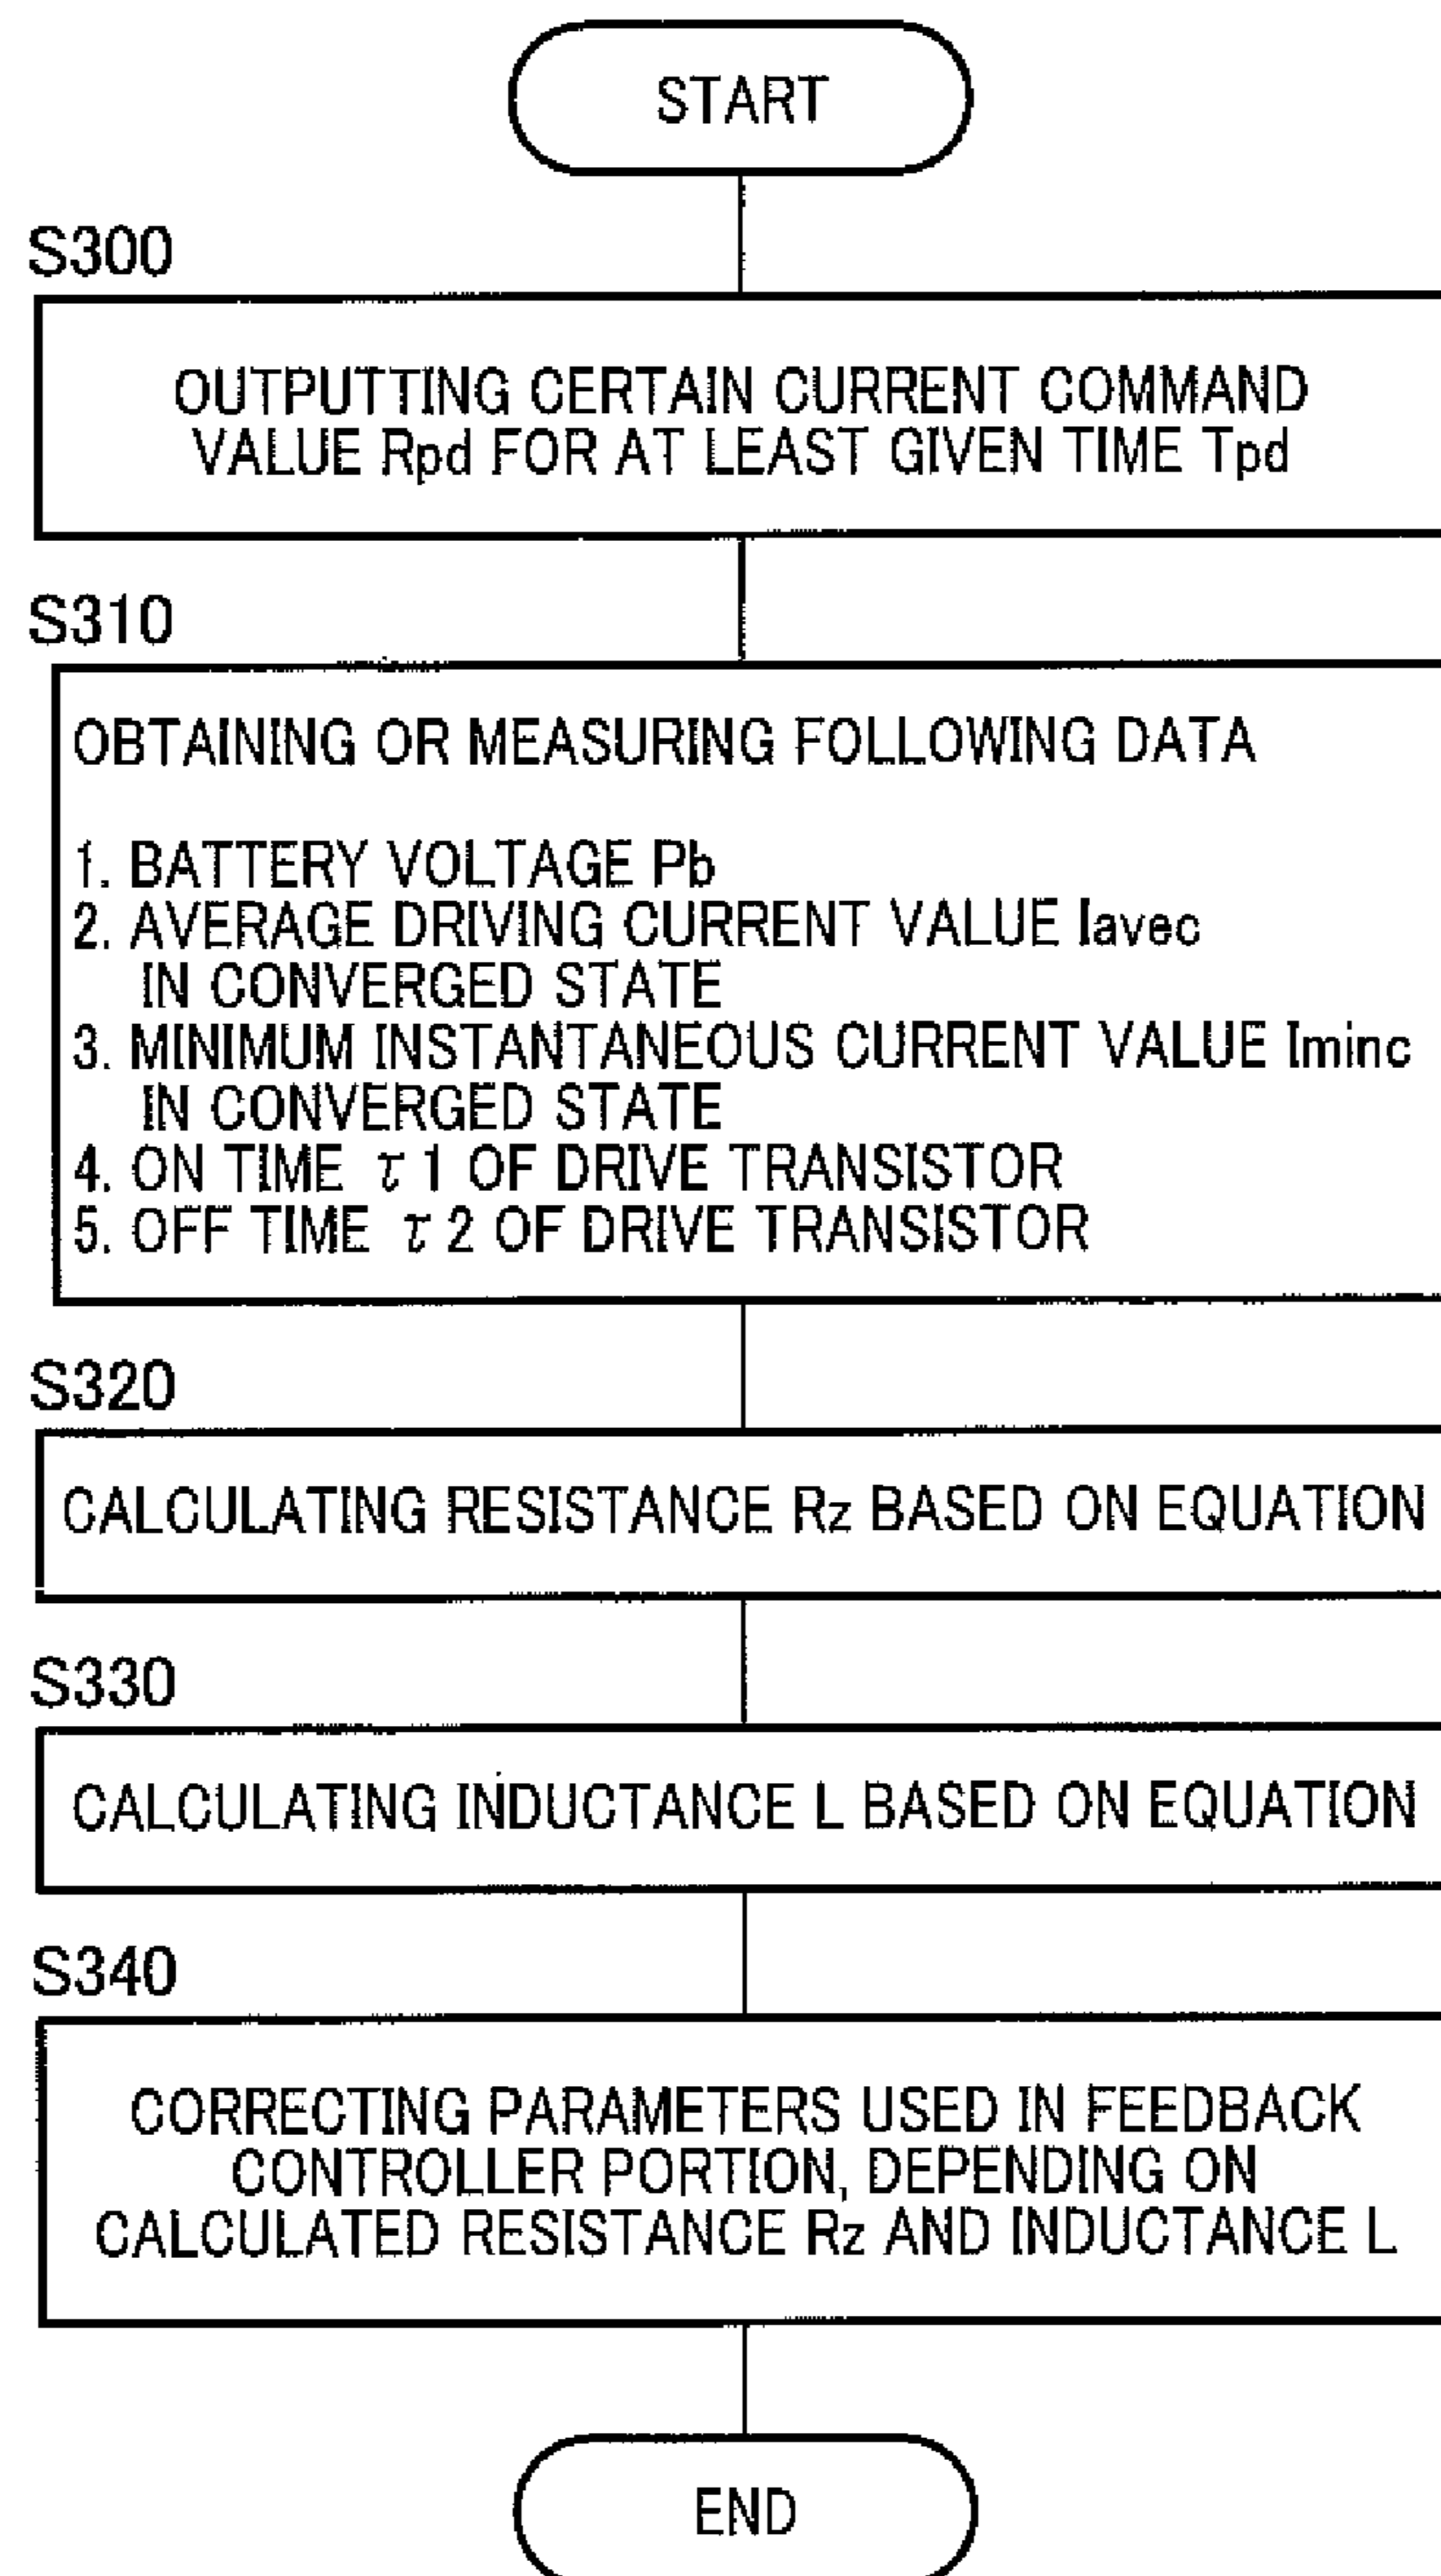 START
S300
OUTPUTTING CERTAIN CURRENT COMMAND
VALUE Rpd FOR AT LEAST GIVEN TIME Tpd
S310
OBTAINING OR MEASURING FOLLOWING DATA
1. BATTERY VOLTAGE Pb
2. AVERAGE DRIVING CURRENT VALUE Iavec
IN CONVERGED STATE
3. MINIMUM INSTANTANEOUS CURRENT VALUE Iminc
IN CONVERGED STATE
4. ON TIME τ1 OF DRIVE TRANSISTOR
5. OFF TIME τ2 OF DRIVE TRANSISTOR
S320
CALCULATING RESISTANCE Rz BASED ON EQUATION
S330
CALCULATING INDUCTANCE L BASED ON EQUATION
S340
CORRECTING PARAMETERS USED IN FEEDBACK
CONTROLLER PORTION, DEPENDING ON
CALCULATED RESISTANCE Rz AND INDUCTANCE L
END